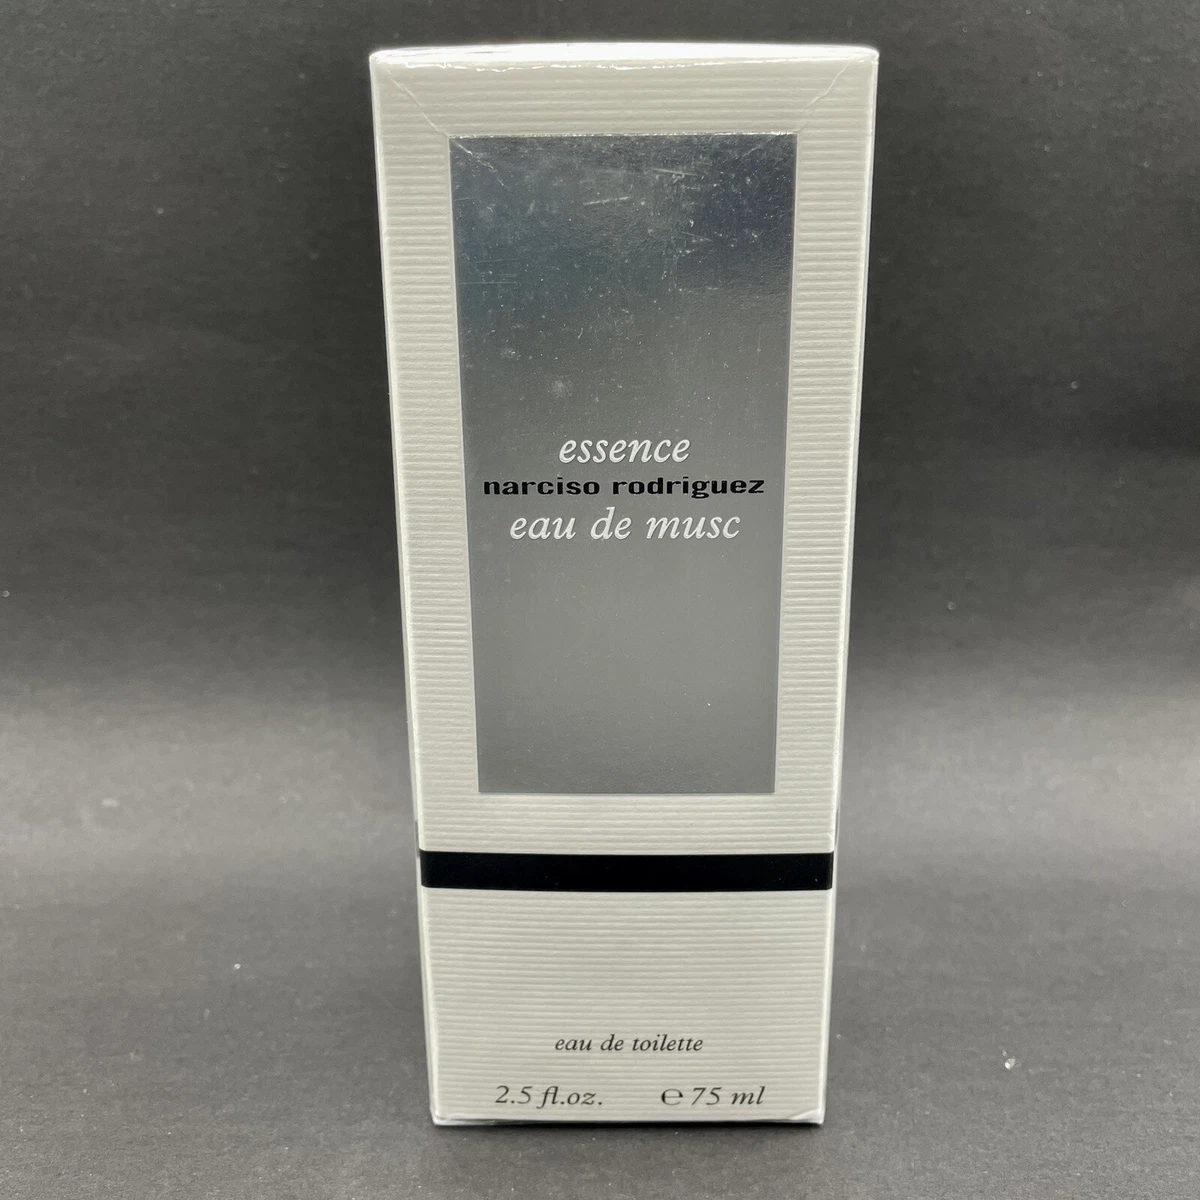 essence
narciso rodriguez
eau de musc
eau de toilette
2.5 fl.oz. ℮ 75 ml